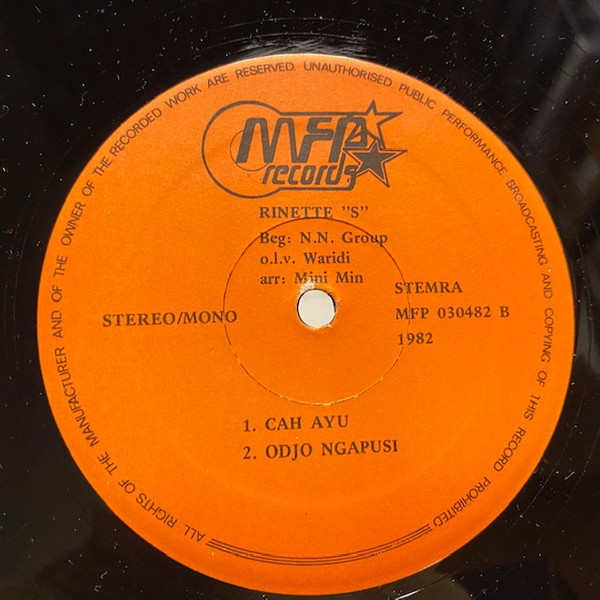 ALL RIGHTS OF THE MANUFACTURER AND OF THE OWNER OF THE RECORDED WORK ARE RESERVED. UNAUTHORISED PUBLIC PERFORMANCE BROADCASTING AND COPYING OF THIS RECORD PROHIBITED
MFP
records
RINETTE "S"
Beg: N.N. Group
o.l.v. Waridi
arr: Mini Min
STEMRA
STEREO/MONO
MFP 030482 B
1982
1. CAH AYU
2. ODJO NGAPUSI